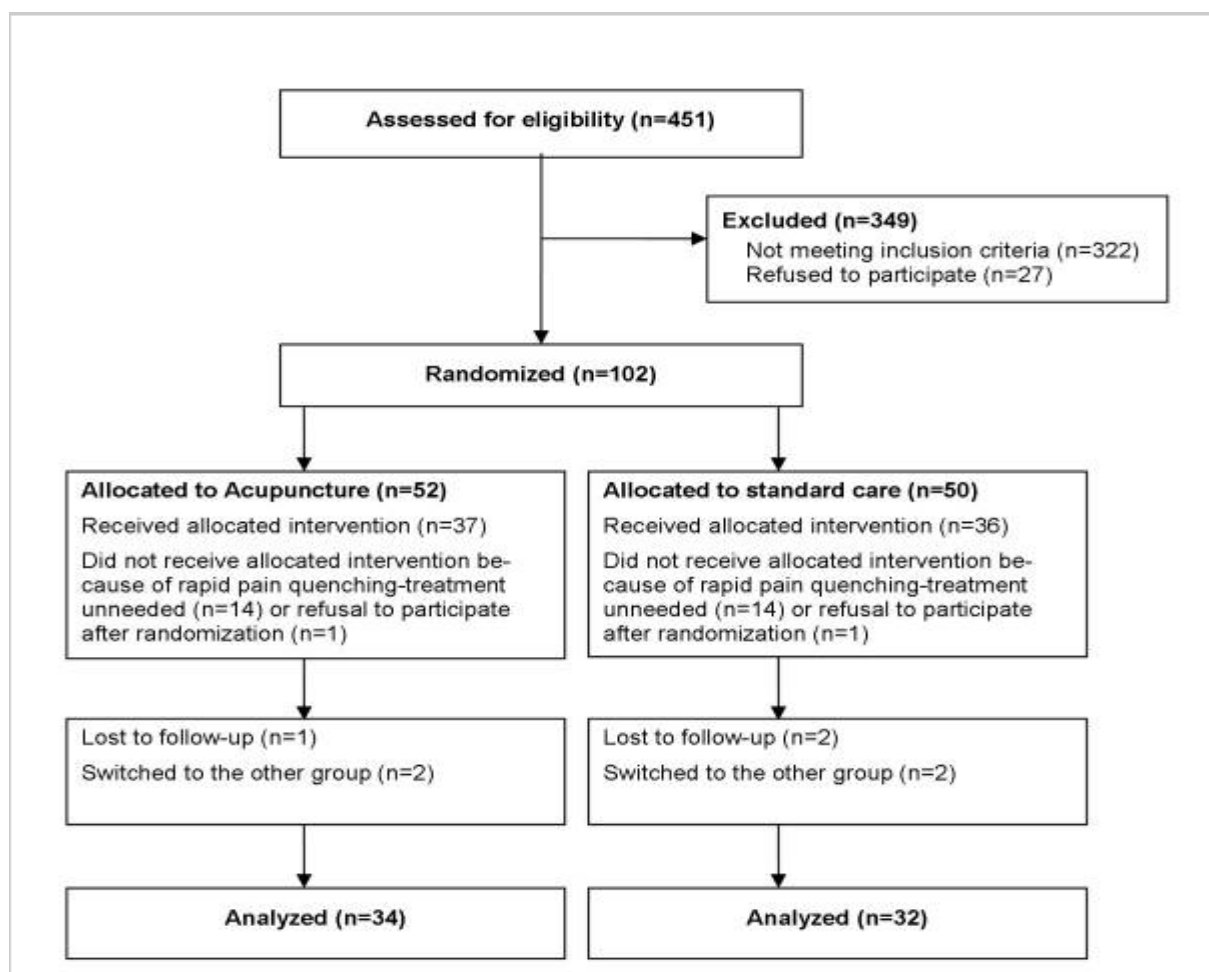 Assessed for eligibility (n=451)
Excluded (n=349)
Not meeting inclusion criteria (n=322)
Refused to participate (n=27)
Randomized (n=102)
Allocated to Acupuncture (n=52)
Received allocated intervention (n=37)
Did not receive allocated intervention be-
cause of rapid pain quenching-treatment
unneeded (n=14) or refusal to participate
after randomization (n=1)
Allocated to standard care (n=50)
Received allocated intervention (n=36)
Did not receive allocated intervention be-
cause of rapid pain quenching-treatment
unneeded (n=14) or refusal to participate
after randomization (n=1)
Lost to follow-up (n=1)
Switched to the other group (n=2)
Lost to follow-up (n=2)
Switched to the other group (n=2)
Analyzed (n=34)
Analyzed (n=32)